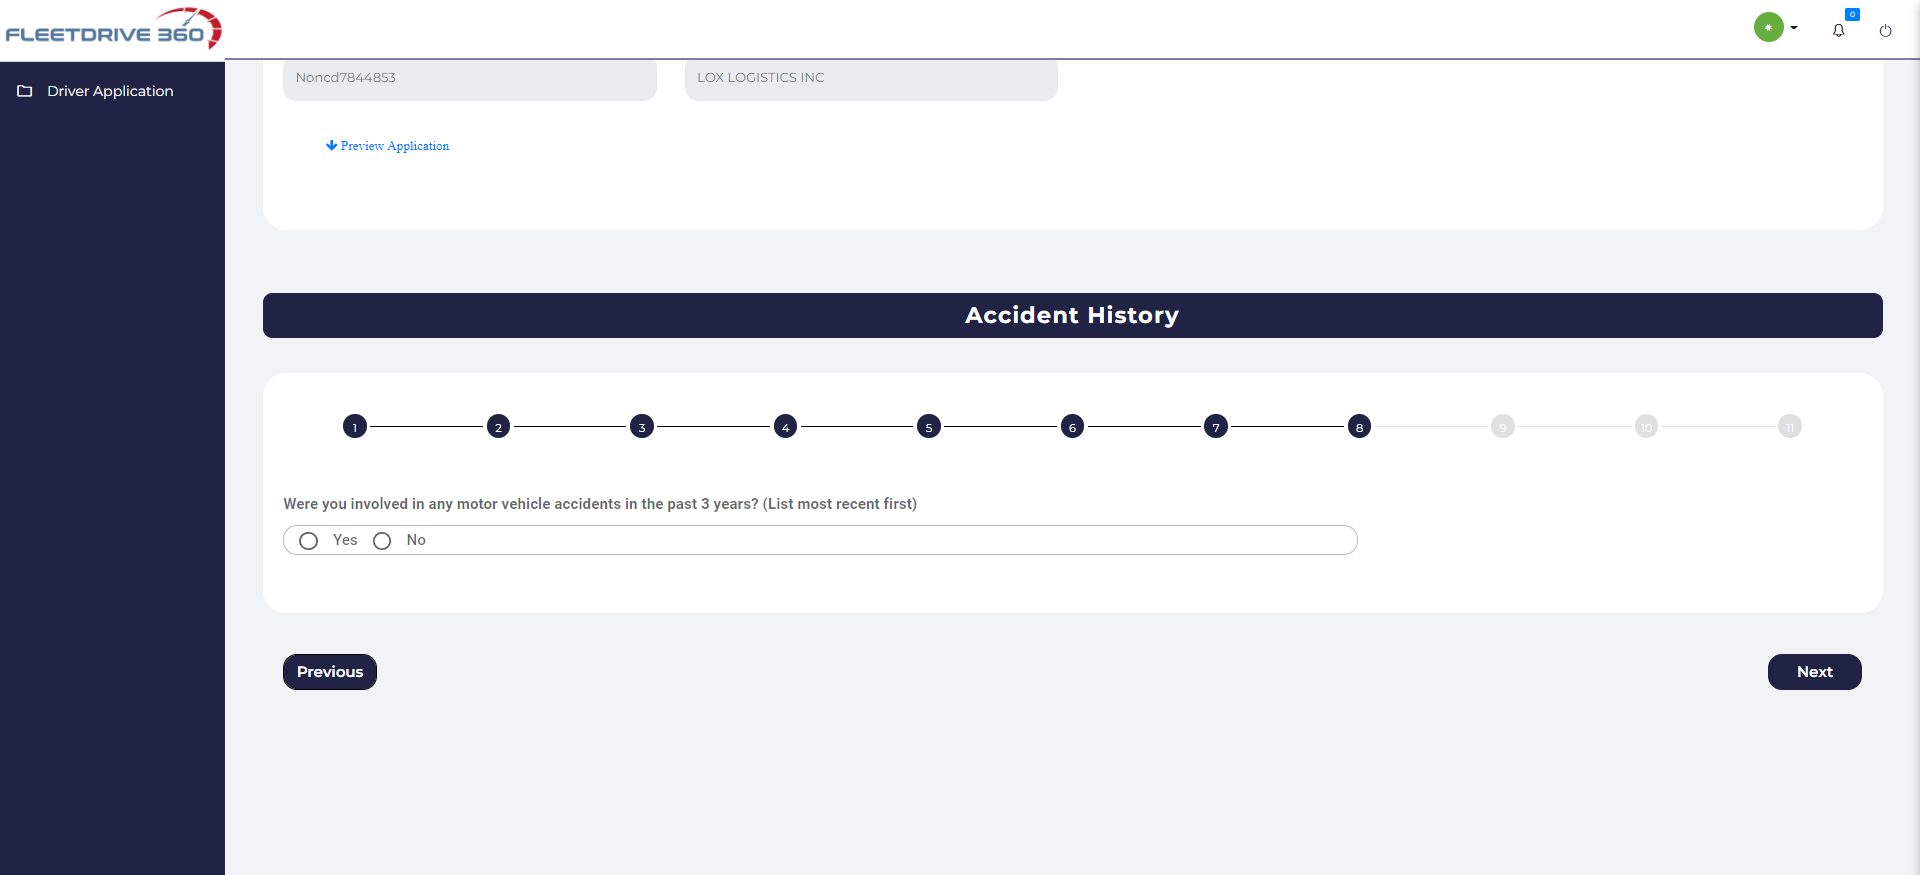 FLEETDRIVE 360
0
Driver Application
Noncd7844853
LOX LOGISTICS INC
Preview Application
Accident History
1 2 3 4 5 6 7 8 9 10 11
Were you involved in any motor vehicle accidents in the past 3 years? (List most recent first)
Yes No
Previous
Next